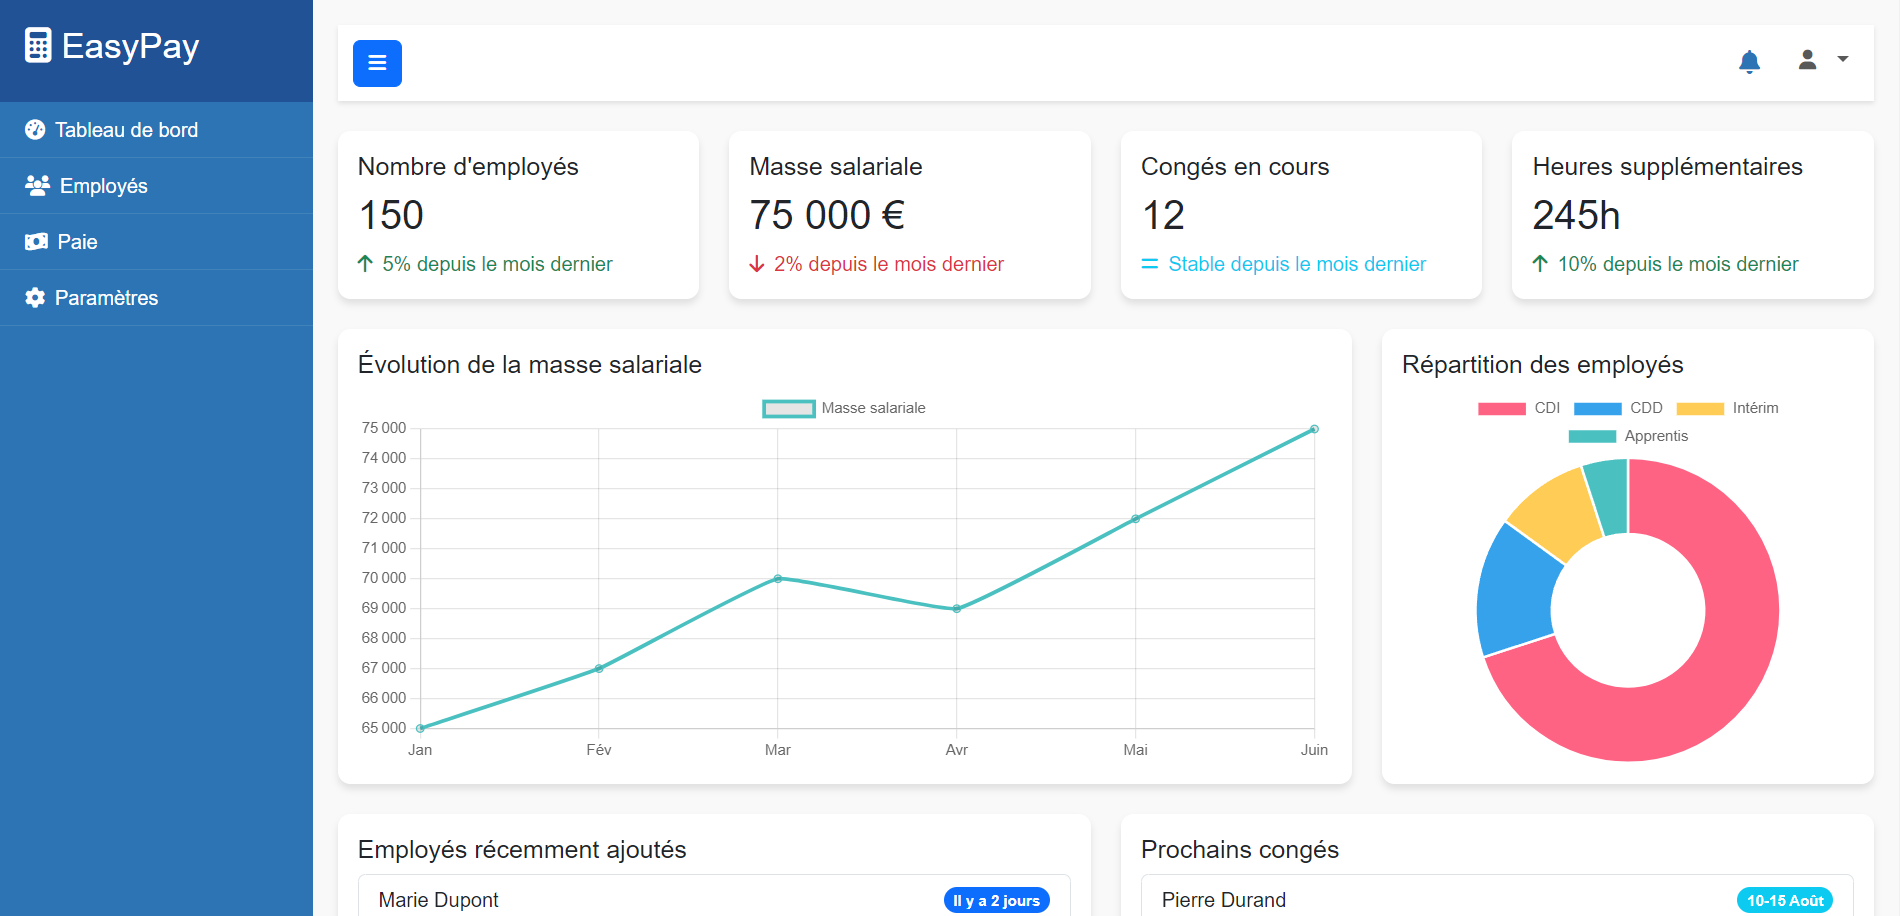 EasyPay
Tableau de bord
Employés
Paie
Paramètres
Nombre d'employés
150
5% depuis le mois dernier
Masse salariale
75 000 €
2% depuis le mois dernier
Congés en cours
12
Stable depuis le mois dernier
Heures supplémentaires
245h
10% depuis le mois dernier
Évolution de la masse salariale
Masse salariale
75 000
74 000
73 000
72 000
71 000
70 000
69 000
68 000
67 000
66 000
65 000
Jan Fév Mar Avr Mai Juin
Répartition des employés
CDI CDD Intérim
Apprentis
Employés récemment ajoutés
Marie Dupont Il y a 2 jours
Prochains congés
Pierre Durand 10-15 Août